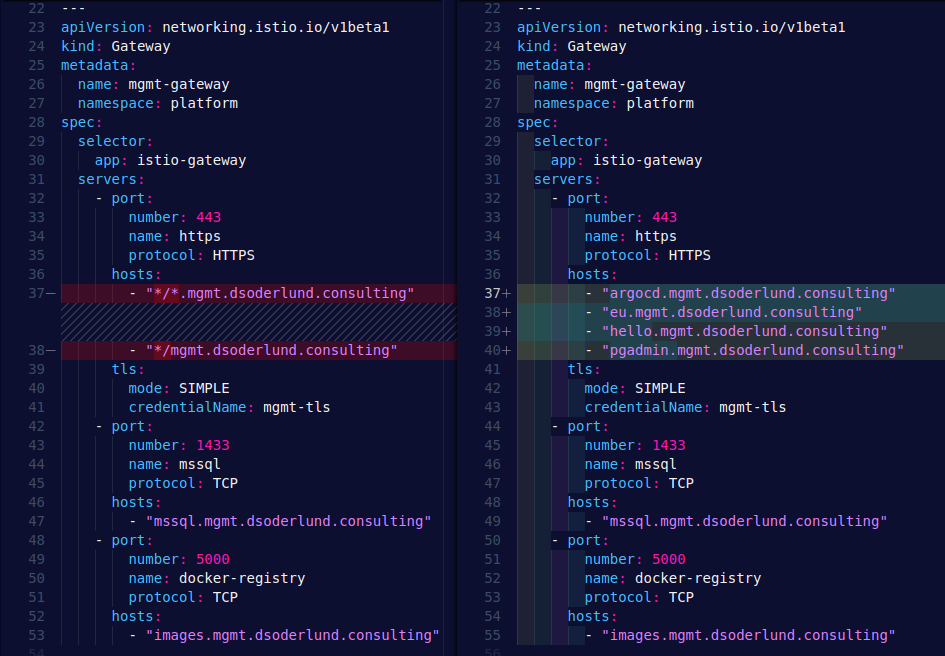 22 ---
23 apiVersion: networking.istio.io/v1beta1
24 kind: Gateway
25 metadata:
26 name: mgmt-gateway
27 namespace: platform
28 spec:
29 selector:
30 app: istio-gateway
31 servers:
32 - port:
33 number: 443
34 name: https
35 protocol: HTTPS
36 hosts:
37— - "*/*.mgmt.dsoderlund.consulting"
38— - "*/mgmt.dsoderlund.consulting"
39 tls:
40 mode: SIMPLE
41 credentialName: mgmt-tls
42 - port:
43 number: 1433
44 name: mssql
45 protocol: TCP
46 hosts:
47 - "mssql.mgmt.dsoderlund.consulting"
48 - port:
49 number: 5000
50 name: docker-registry
51 protocol: TCP
52 hosts:
53 - "images.mgmt.dsoderlund.consulting"
54
22 ---
23 apiVersion: networking.istio.io/v1beta1
24 kind: Gateway
25 metadata:
26 name: mgmt-gateway
27 namespace: platform
28 spec:
29 selector:
30 app: istio-gateway
31 servers:
32 - port:
33 number: 443
34 name: https
35 protocol: HTTPS
36 hosts:
37+ - "argocd.mgmt.dsoderlund.consulting"
38+ - "eu.mgmt.dsoderlund.consulting"
39+ - "hello.mgmt.dsoderlund.consulting"
40+ - "pgadmin.mgmt.dsoderlund.consulting"
41 tls:
42 mode: SIMPLE
43 credentialName: mgmt-tls
44 - port:
45 number: 1433
46 name: mssql
47 protocol: TCP
48 hosts:
49 - "mssql.mgmt.dsoderlund.consulting"
50 - port:
51 number: 5000
52 name: docker-registry
53 protocol: TCP
54 hosts:
55 - "images.mgmt.dsoderlund.consulting"
56